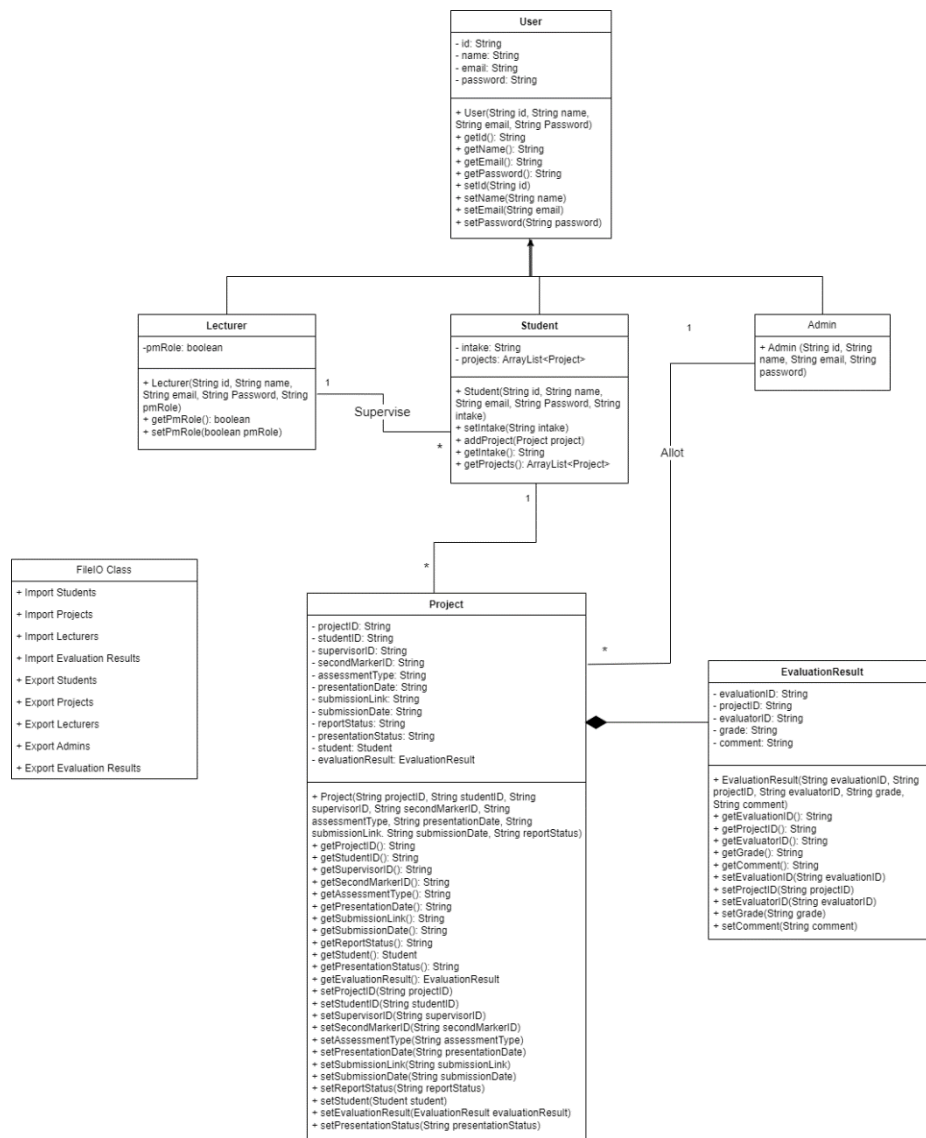 User
- id: String
- name: String
- email: String
- password: String
+ User(String id, String name,
String email, String Password)
+ getId(): String
+ getName(): String
+ getEmail(): String
+ getPassword(): String
+ setId(String id)
+ setName(String name)
+ setEmail(String email)
+ setPassword(String password)
Lecturer
-pmRole: boolean
+ Lecturer(String id, String name,
String email, String Password, String
pmRole)
+ getPmRole(): boolean
+ setPmRole(boolean pmRole)
1
Supervise
*
Student
- intake: String
- projects: ArrayList<Project>
+ Student(String id, String name,
String email, String Password, String
intake)
+ setIntake(String intake)
+ addProject(Project project)
+ getIntake(): String
+ getProjects(): ArrayList<Project>
1
*
1
Admin
+ Admin (String id, String
name, String email, String
password)
Allot
*
FileIO Class
+ Import Students
+ Import Projects
+ Import Lecturers
+ Import Evaluation Results
+ Export Students
+ Export Projects
+ Export Lecturers
+ Export Admins
+ Export Evaluation Results
Project
- projectID: String
- studentID: String
- supervisorID: String
- secondMarkerID: String
- assessmentType: String
- presentationDate: String
- submissionLink: String
- submissionDate: String
- reportStatus: String
- presentationStatus: String
- student: Student
- evaluationResult: EvaluationResult
+ Project(String projectID, String studentID, String
supervisorID, String secondMarkerID, String
assessmentType, String presentationDate, String
submissionLink. String submissionDate, String reportStatus)
+ getProjectID(): String
+ getStudentID(): String
+ getSupervisorID(): String
+ getSecondMarkerID(): String
+ getAssessmentType(): String
+ getPresentationDate(): String
+ getSubmissionLink(): String
+ getSubmissionDate(): String
+ getReportStatus(): String
+ getStudent(): Student
+ getPresentationStatus(): String
+ getEvaluationResult(): EvaluationResult
+ setProjectID(String projectID)
+ setStudentID(String studentID)
+ setSupervisorID(String supervisorID)
+ setSecondMarkerID(String secondMarkerID)
+ setAssessmentType(String assessmentType)
+ setPresentationDate(String presentationDate)
+ setSubmissionLink(String submissionLink)
+ setSubmissionDate(String submissionDate)
+ setReportStatus(String reportStatus)
+ setStudent(Student student)
+ setEvaluationResult(EvaluationResult evaluationResult)
+ setPresentationStatus(String presentationStatus)
EvaluationResult
- evaluationID: String
- projectID: String
- evaluatorID: String
- grade: String
- comment: String
+ EvaluationResult(String evaluationID, String
projectID, String evaluatorID, String grade,
String comment)
+ getEvaluationID(): String
+ getProjectID(): String
+ getEvaluatorID(): String
+ getGrade(): String
+ getComment(): String
+ setEvaluationID(String evaluationID)
+ setProjectID(String projectID)
+ setEvaluatorID(String evaluatorID)
+ setGrade(String grade)
+ setComment(String comment)